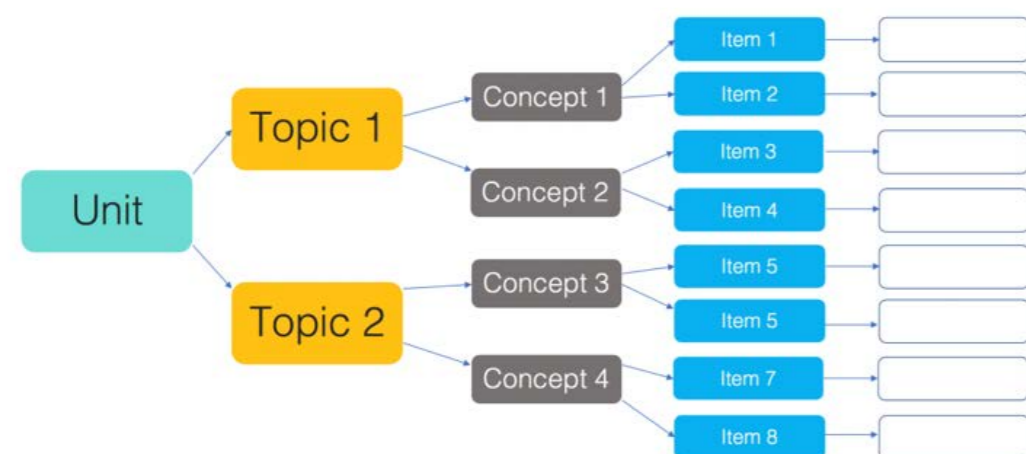 Unit
Topic 1
Topic 2
Concept 1
Concept 2
Concept 3
Concept 4
Item 1
Item 2
Item 3
Item 4
Item 5
Item 5
Item 7
Item 8